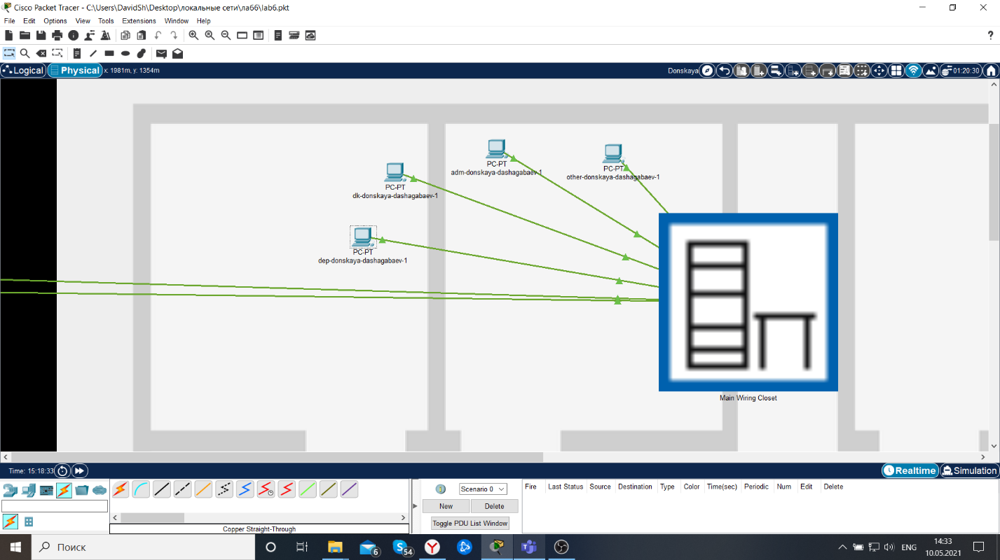 Cisco Packet Tracer - C:\Users\DavidSh\Desktop\локальные сети\лаб6\lab6.pkt
File Edit Options View Tools Extensions Window Help
?
Logical Physical x: 1981m, y: 1354m Donskaya 01:20:30
PC-PT
adm-donskaya-dashagabaev-1
PC-PT
other-donskaya-dashagabaev-1
PC-PT
dk-donskaya-dashagabaev-1
PC-PT
dep-donskaya-dashagabaev-1
Main Wiring Closet
Time: 15:18:33 Realtime Simulation
Scenario 0
New Delete
Toggle PDU List Window
Fire Last Status Source Destination Type Color Time(sec) Periodic Num Edit Delete
Copper Straight-Through
Поиск
6
54
ENG
14:33
10.05.2021